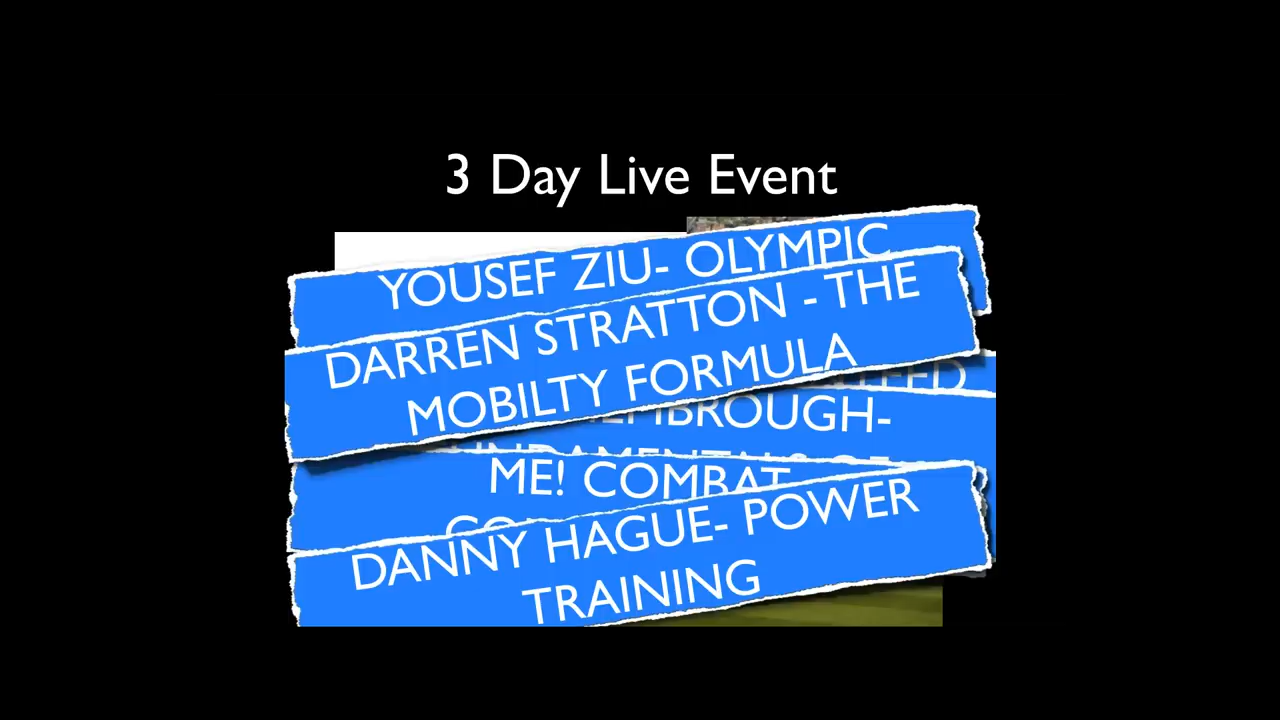 3 Day Live Event
YOUSEF ZIU- OLYMPIC
DARREN STRATTON - THE
MOBILTY FORMULA
ME! COMBAT
DANNY HAGUE- POWER
TRAINING